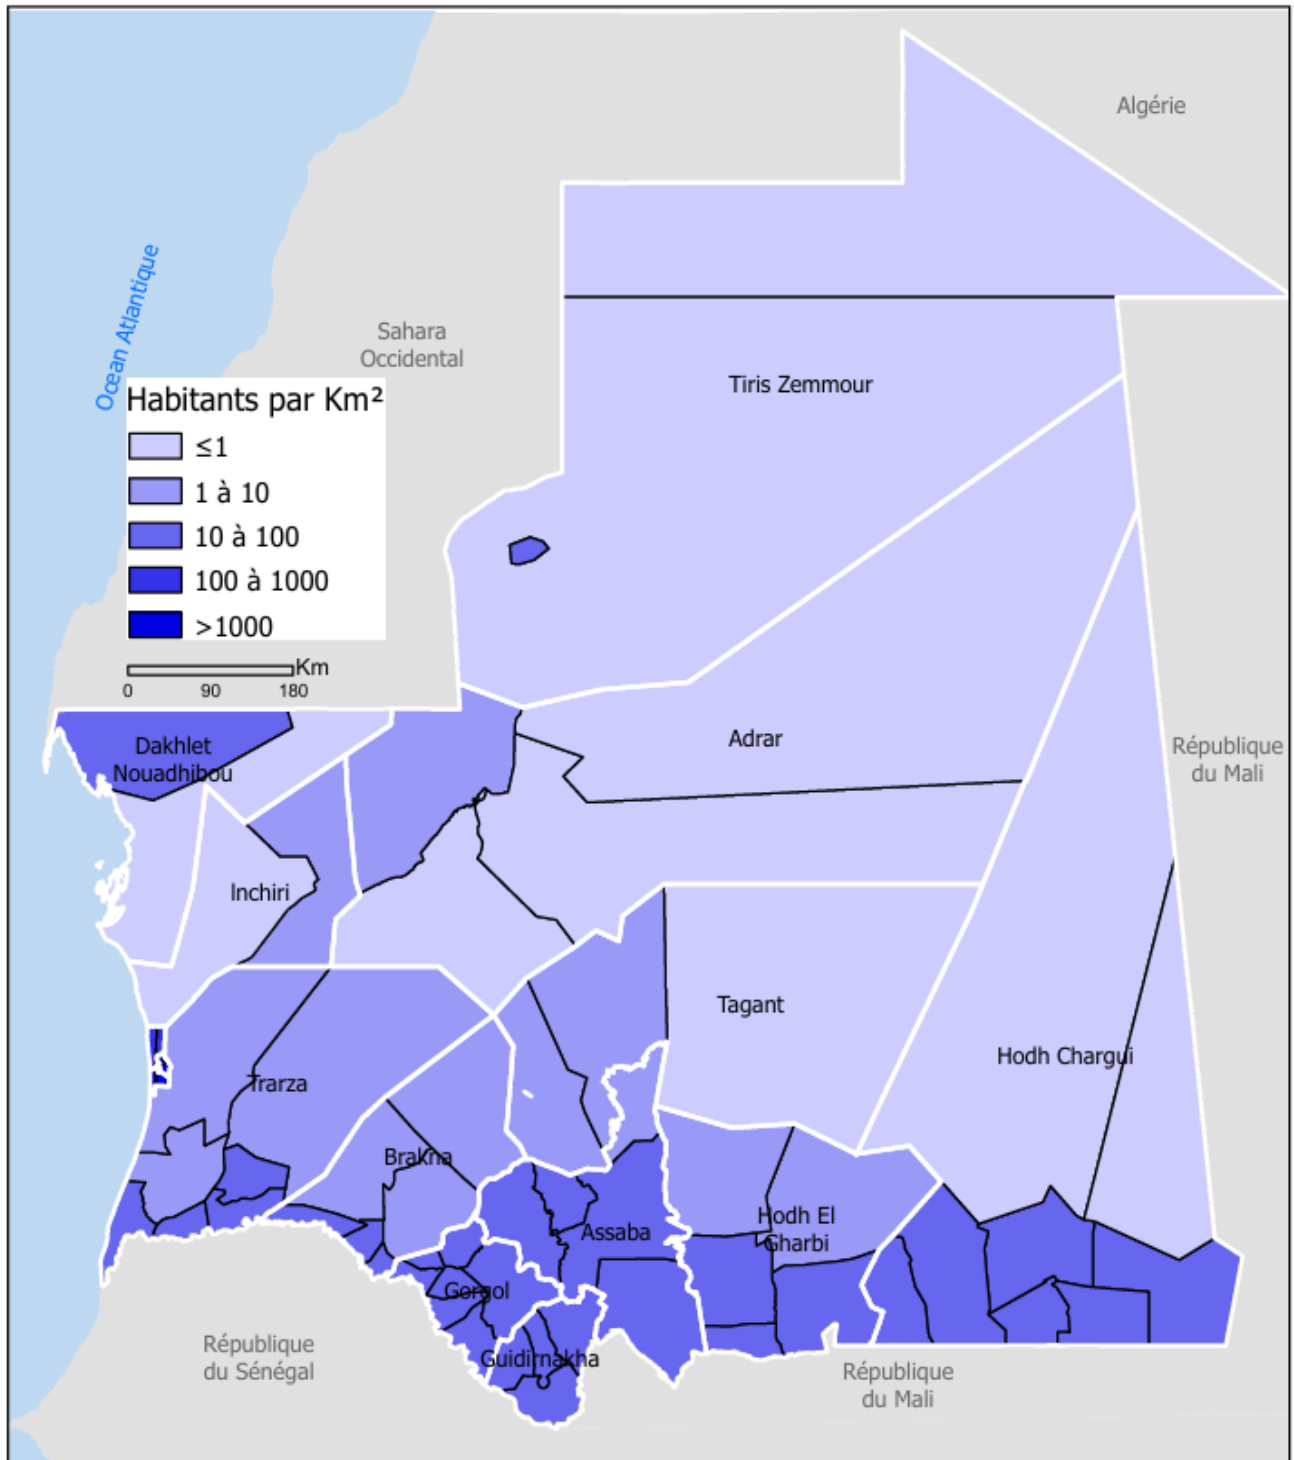 Algérie
Ocean Atlantique
Sahara
Occidental
Tiris Zemmour
Habitants par Km²
≤1
1 à 10
10 à 100
100 à 1000
>1000
Km
0 90 180
Dakhlet
Nouadhibou
Adrar
République
du Mali
Inchiri
Tagant
Hodh Chargui
Trarza
Brakna
Hodh El
Gharbi
Assaba
Gorgol
République
du Sénégal
Guidimakha
République
du Mali